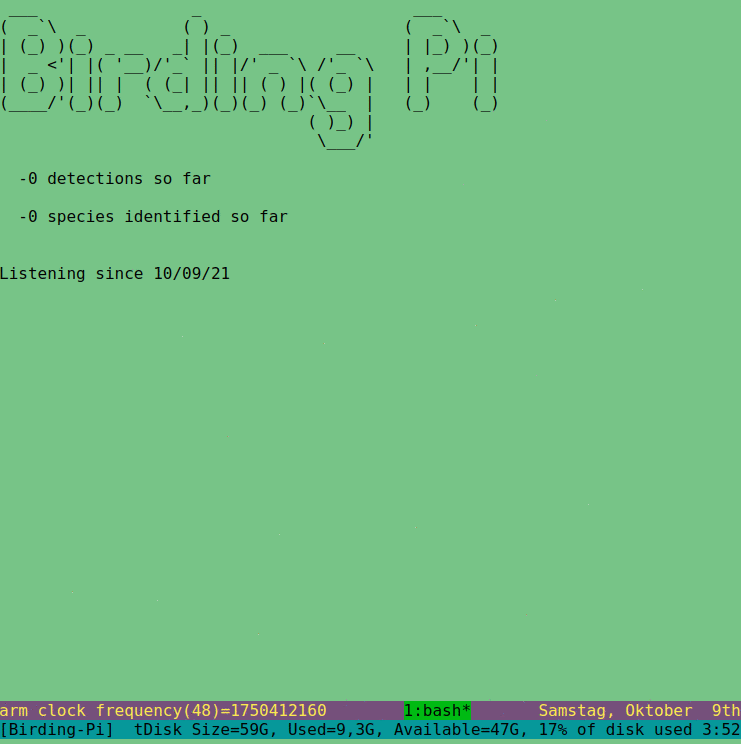 Birding Pi
-0 detections so far
-0 species identified so far
Listening since 10/09/21
arm clock frequency(48)=1750412160 1:bash* Samstag, Oktober 9th
[Birding-Pi] tDisk Size=59G, Used=9,3G, Available=47G, 17% of disk used 3:52